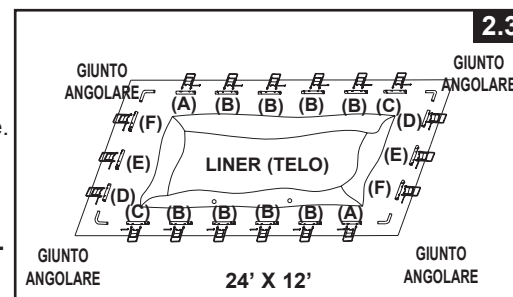 2.3
GIUNTO
ANGOLARE
GIUNTO
ANGOLARE
(A) (B) (B) (B) (B) (C)
(F) (D)
e.
(E) LINER (TELO) (E)
(D) (F)
(C) (B) (B) (B) (B) (A)
GIUNTO
ANGOLARE
24' X 12'
GIUNTO
ANGOLARE